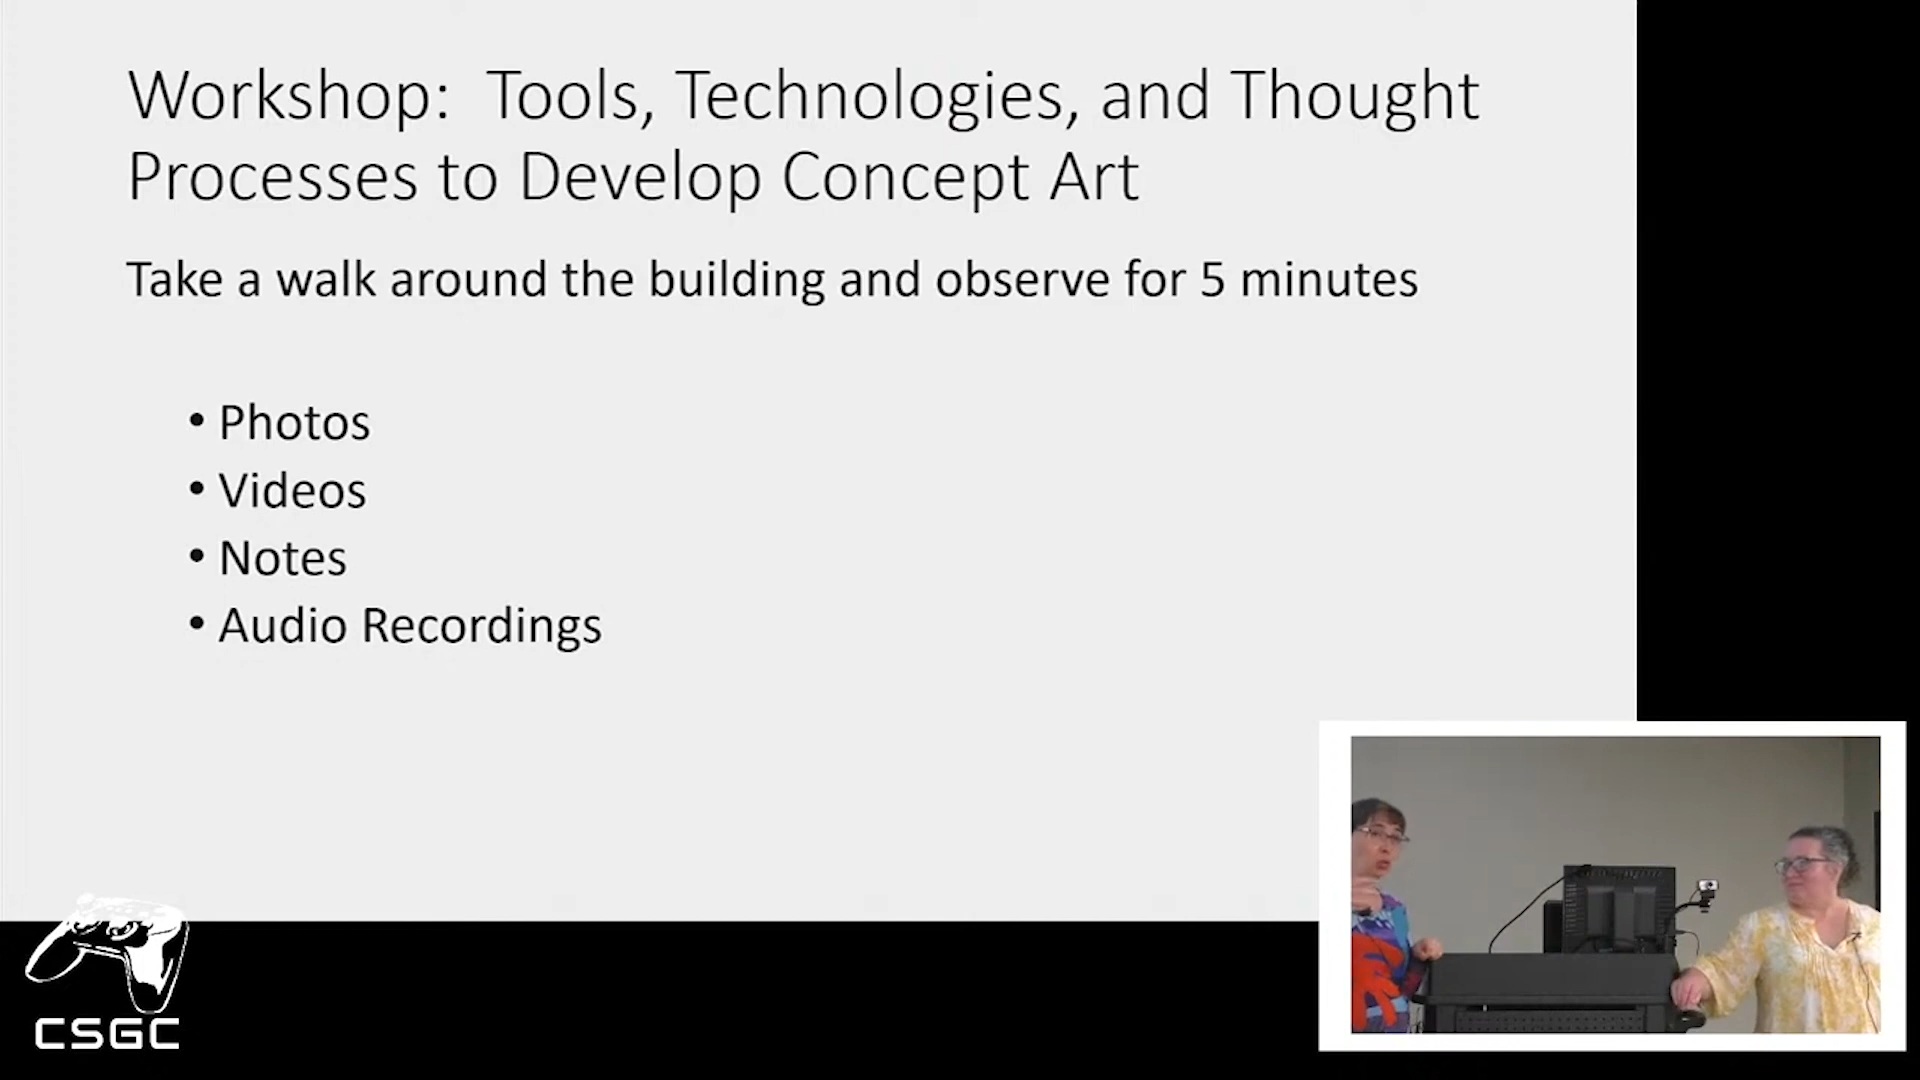 Workshop:  Tools, Technologies, and Thought
Processes to Develop Concept Art
Take a walk around the building and observe for 5 minutes
• Photos
• Videos
• Notes
• Audio Recordings
CSGC